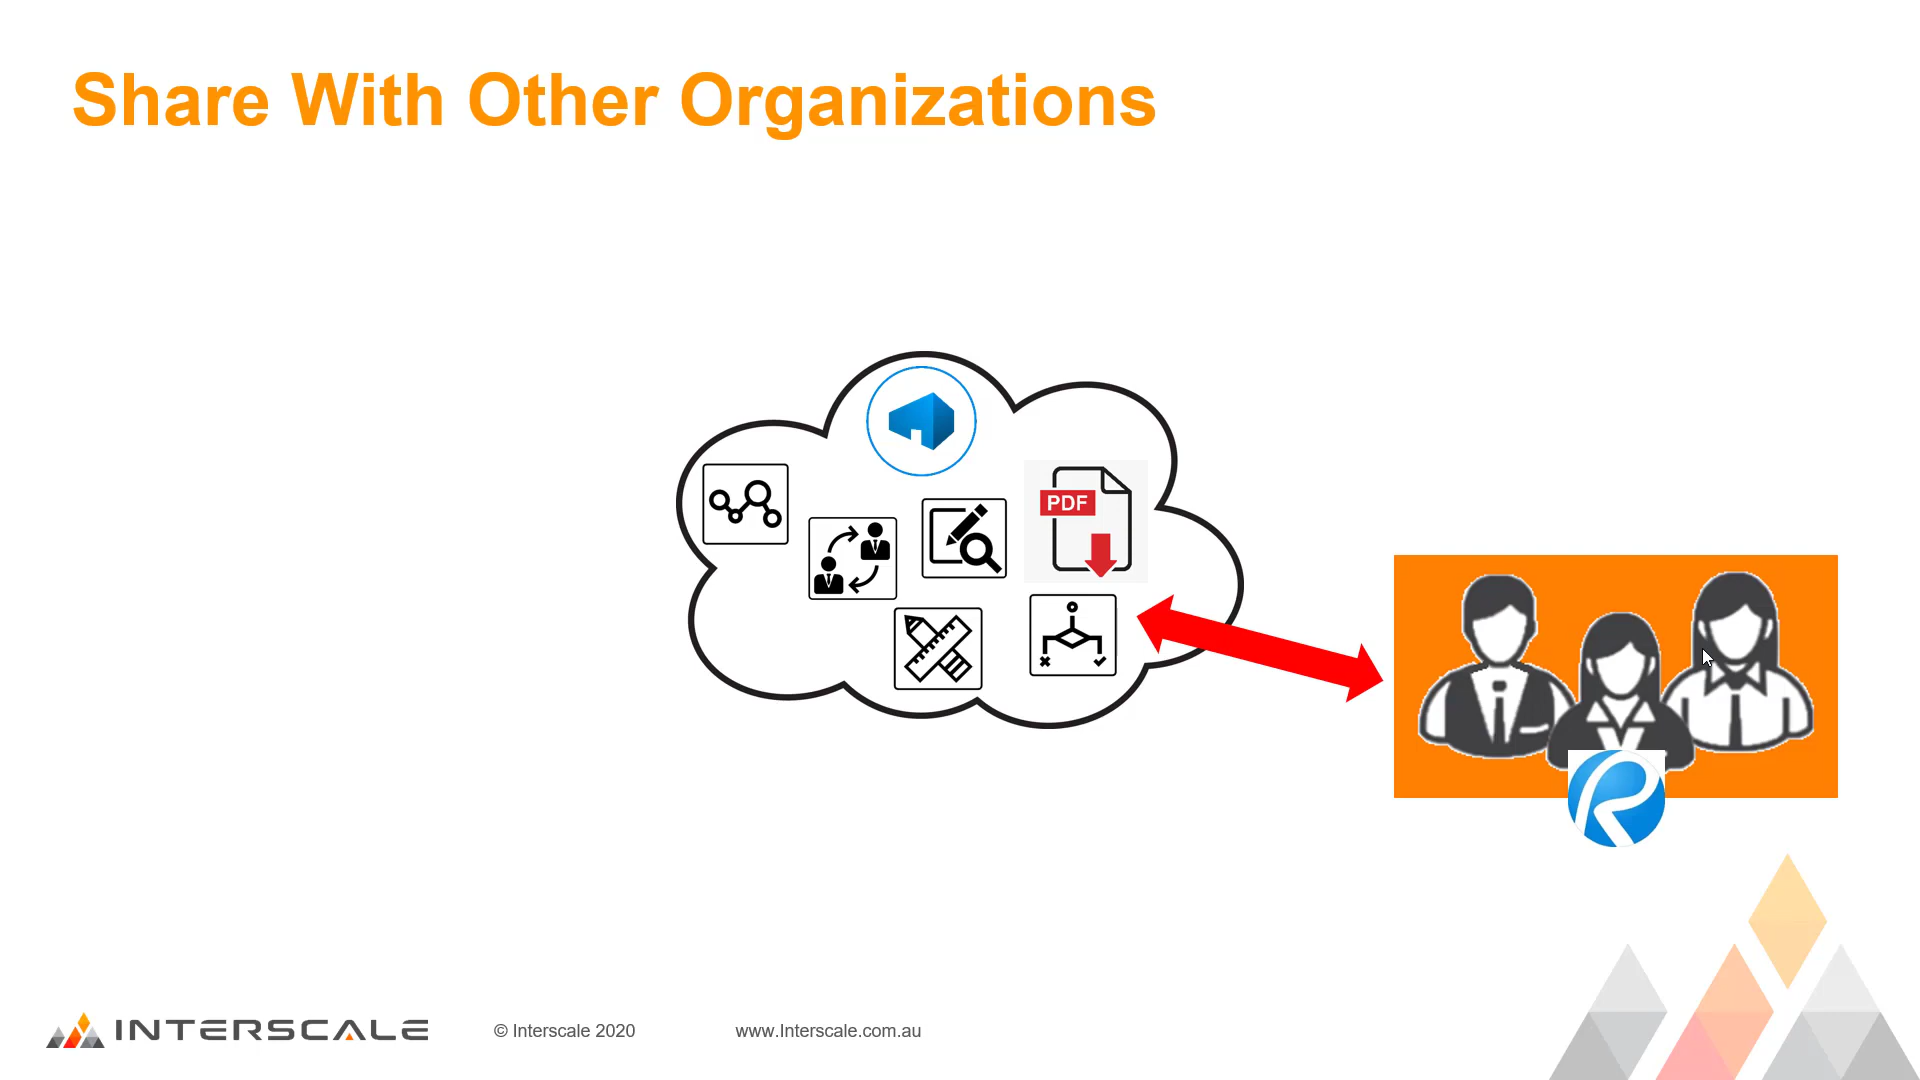 Share With Other Organizations
PDF
INTERSCALE
© Interscale 2020
www.Interscale.com.au